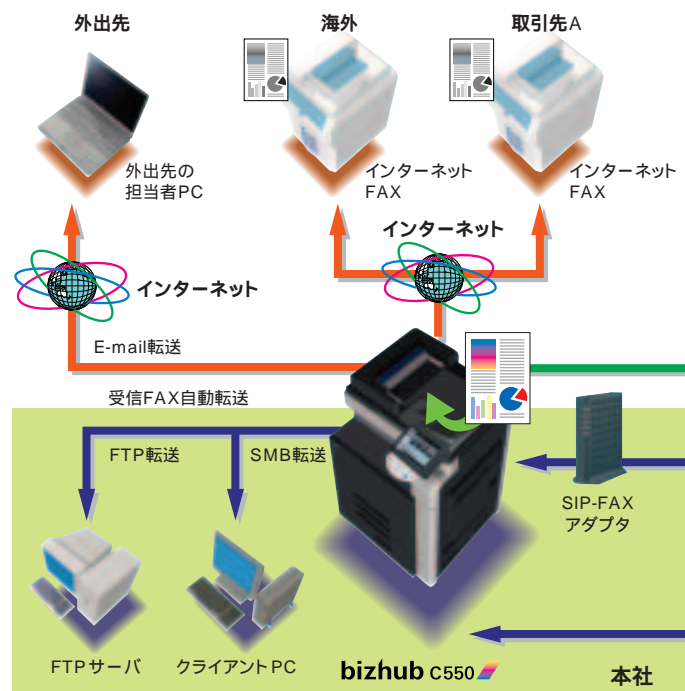 外出先
海外
取引先A
外出先の
担当者PC
インターネット
FAX
インターネット
FAX
インターネット
インターネット
E-mail転送
受信FAX自動転送
FTP転送
SMB転送
SIP-FAX
アダプタ
FTPサーバ
クライアントPC
bizhub C550
本社